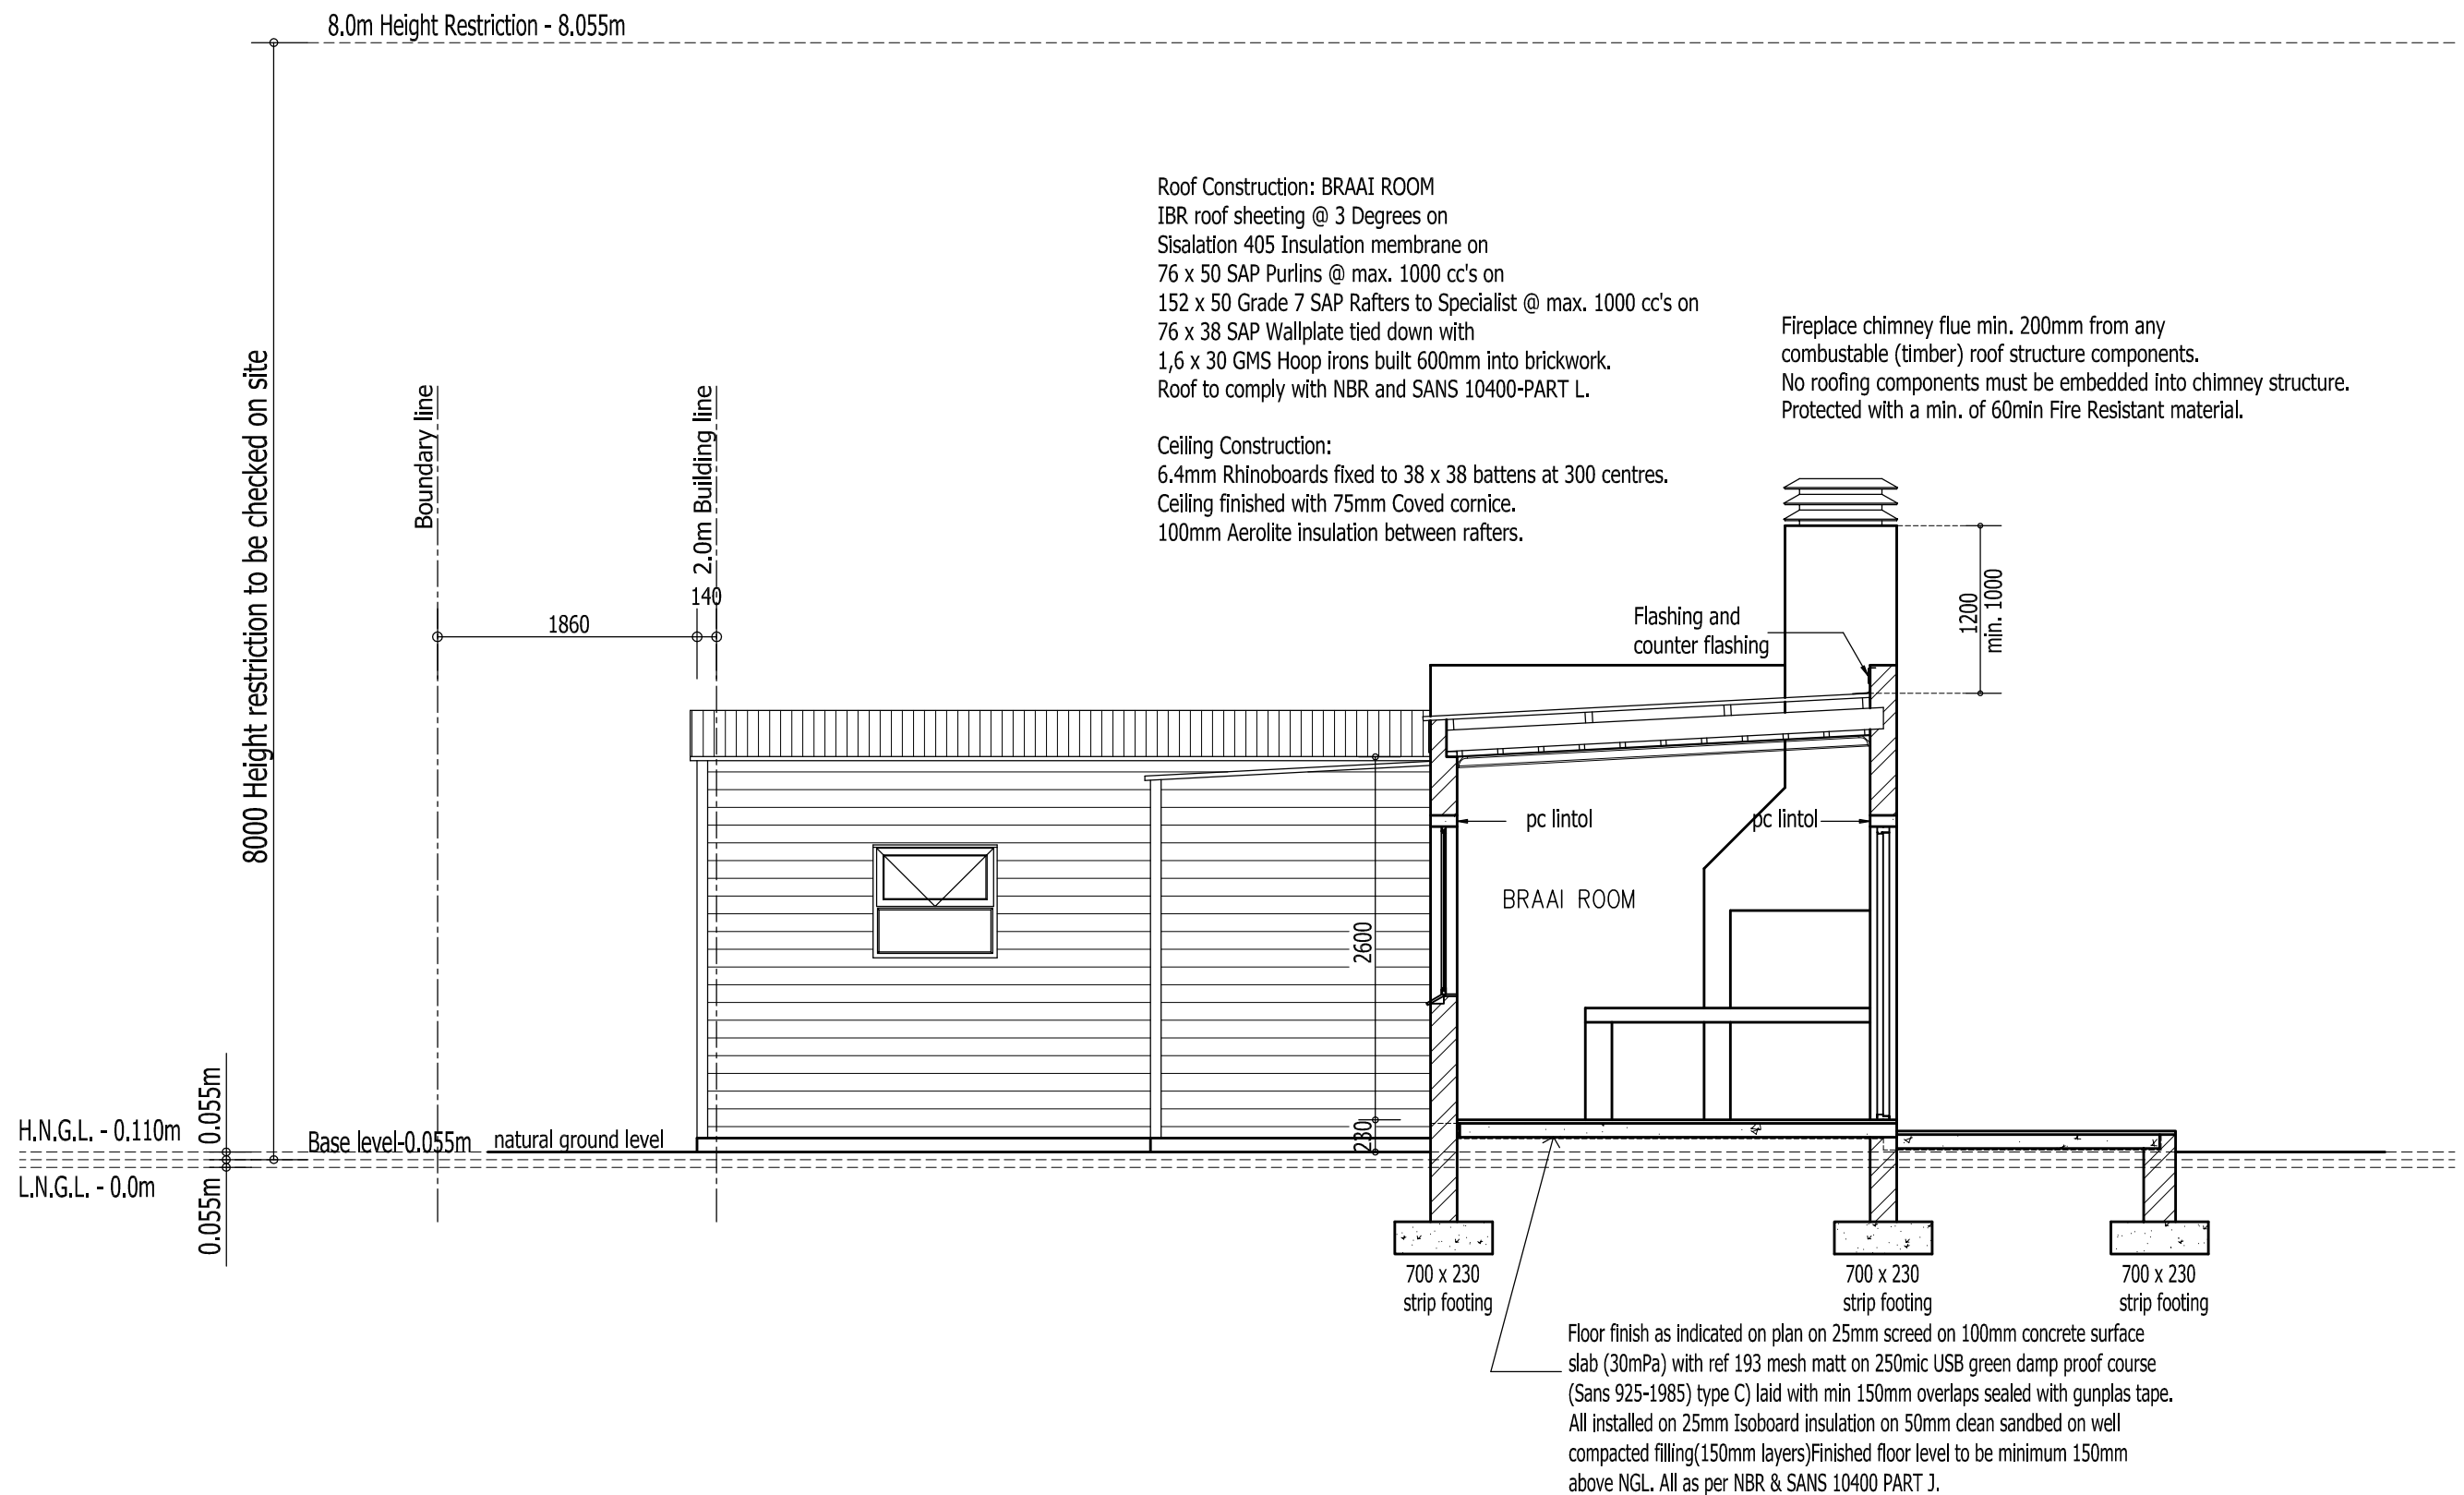 8.0m Height Restriction - 8.055m
Roof Construction: BRAAI ROOM
IBR roof sheeting @ 3 Degrees on
Sisalation 405 Insulation membrane on
76 x 50 SAP Purlins @ max. 1000 cc's on
152 x 50 Grade 7 SAP Rafters to Specialist @ max. 1000 cc's on
76 x 38 SAP Wallplate tied down with
1,6 x 30 GMS Hoop irons built 600mm into brickwork.
Roof to comply with NBR and SANS 10400-PART L.
Ceiling Construction:
6.4mm Rhinoboards fixed to 38 x 38 battens at 300 centres.
Ceiling finished with 75mm Coved cornice.
100mm Aerolite insulation between rafters.
Fireplace chimney flue min. 200mm from any
combustable (timber) roof structure components.
No roofing components must be embedded into chimney structure.
Protected with a min. of 60min Fire Resistant material.
8000 Height restriction to be checked on site
Boundary line
2.0m Building line
140
1860
Flashing and
counter flashing
1200
min. 1000
pc lintol
pc lintol
BRAAI ROOM
2600
230
H.N.G.L. - 0.110m
0.055m
Base level-0.055m
natural ground level
L.N.G.L. - 0.0m
0.055m
700 x 230
strip footing
700 x 230
strip footing
700 x 230
strip footing
Floor finish as indicated on plan on 25mm screed on 100mm concrete surface
slab (30mPa) with ref 193 mesh matt on 250mic USB green damp proof course
(Sans 925-1985) type C) laid with min 150mm overlaps sealed with gunplas tape.
All installed on 25mm Isoboard insulation on 50mm clean sandbed on well
compacted filling(150mm layers)Finished floor level to be minimum 150mm
above NGL. All as per NBR & SANS 10400 PART J.